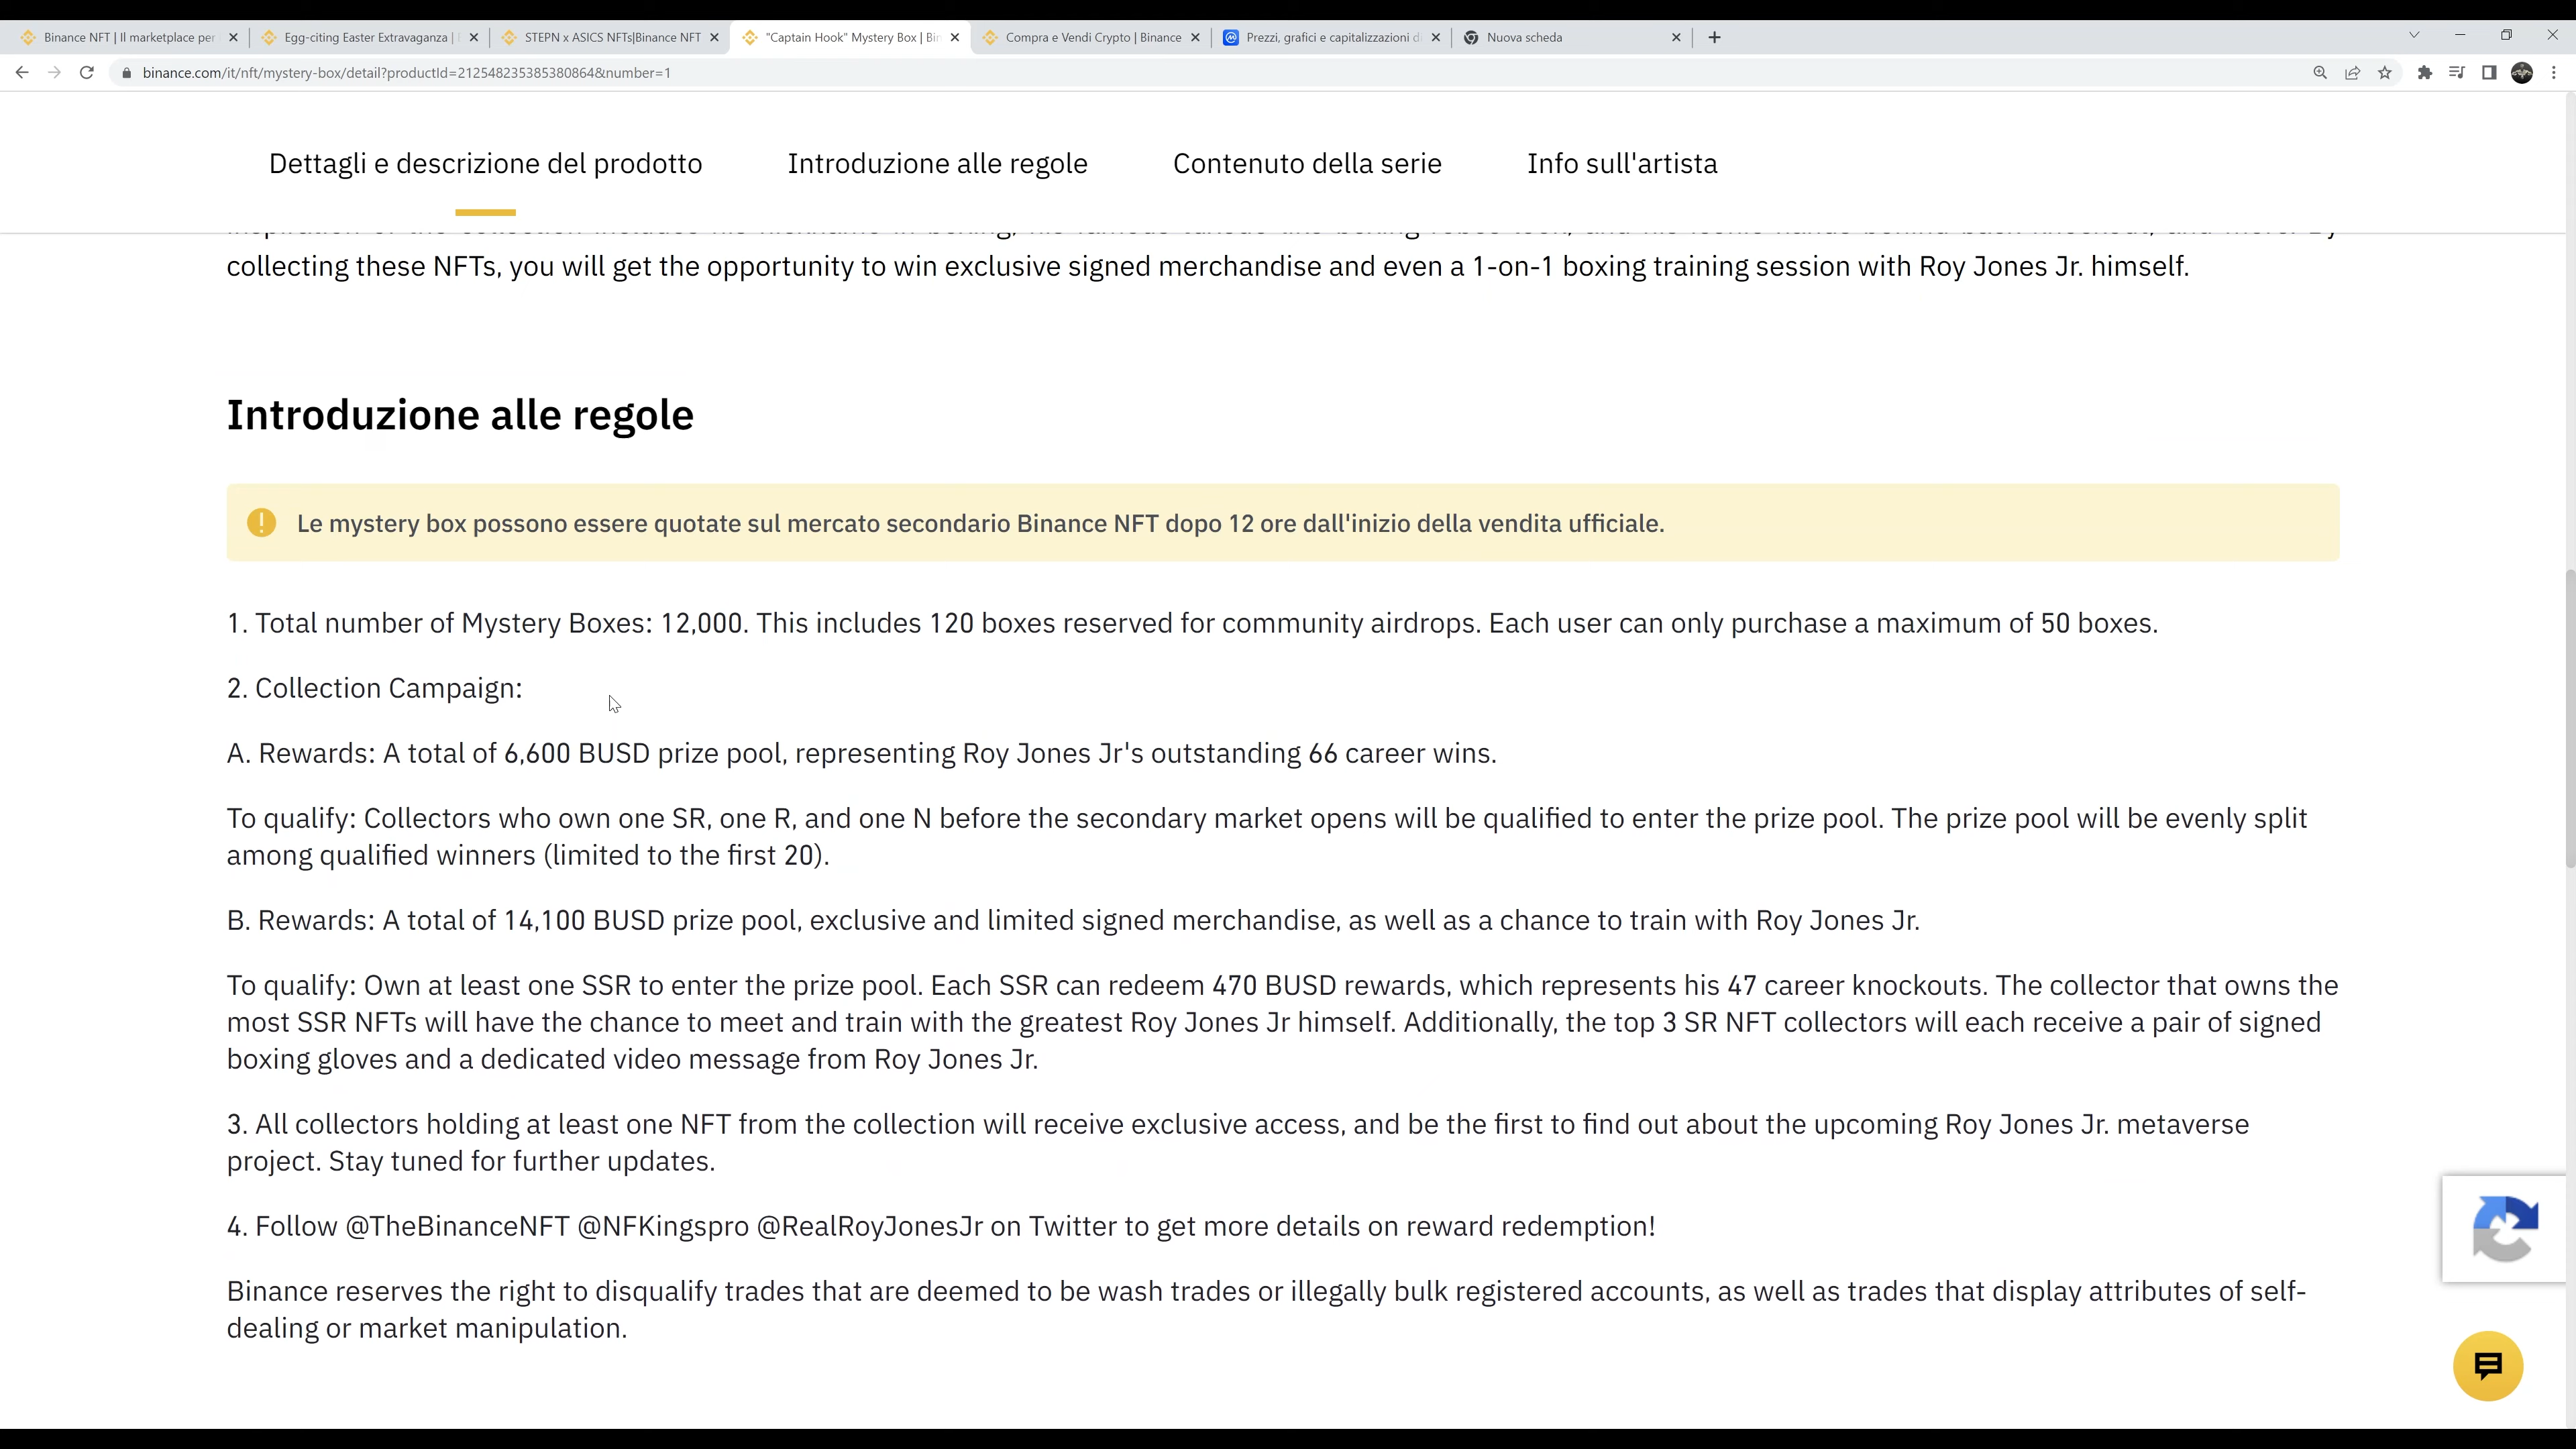 Binance NFT | Il marketplace per
Egg-citing Easter Extravaganza |
STEPN x ASICS NFTs|Binance NFT
"Captain Hook" Mystery Box | Bin
Compra e Vendi Crypto | Binance
Prezzi, grafici e capitalizzazioni di
Nuova scheda
binance.com/it/nft/mystery-box/detail?productId=212548235385380864&number=1
Dettagli e descrizione del prodotto
Introduzione alle regole
Contenuto della serie
Info sull'artista
collecting these NFTs, you will get the opportunity to win exclusive signed merchandise and even a 1-on-1 boxing training session with Roy Jones Jr. himself.
Introduzione alle regole
Le mystery box possono essere quotate sul mercato secondario Binance NFT dopo 12 ore dall'inizio della vendita ufficiale.
1. Total number of Mystery Boxes: 12,000. This includes 120 boxes reserved for community airdrops. Each user can only purchase a maximum of 50 boxes.
2. Collection Campaign:
A. Rewards: A total of 6,600 BUSD prize pool, representing Roy Jones Jr's outstanding 66 career wins.
To qualify: Collectors who own one SR, one R, and one N before the secondary market opens will be qualified to enter the prize pool. The prize pool will be evenly split
among qualified winners (limited to the first 20).
B. Rewards: A total of 14,100 BUSD prize pool, exclusive and limited signed merchandise, as well as a chance to train with Roy Jones Jr.
To qualify: Own at least one SSR to enter the prize pool. Each SSR can redeem 470 BUSD rewards, which represents his 47 career knockouts. The collector that owns the
most SSR NFTs will have the chance to meet and train with the greatest Roy Jones Jr himself. Additionally, the top 3 SR NFT collectors will each receive a pair of signed
boxing gloves and a dedicated video message from Roy Jones Jr.
3. All collectors holding at least one NFT from the collection will receive exclusive access, and be the first to find out about the upcoming Roy Jones Jr. metaverse
project. Stay tuned for further updates.
4. Follow @TheBinanceNFT @NFKingspro @RealRoyJonesJr on Twitter to get more details on reward redemption!
Binance reserves the right to disqualify trades that are deemed to be wash trades or illegally bulk registered accounts, as well as trades that display attributes of self-
dealing or market manipulation.